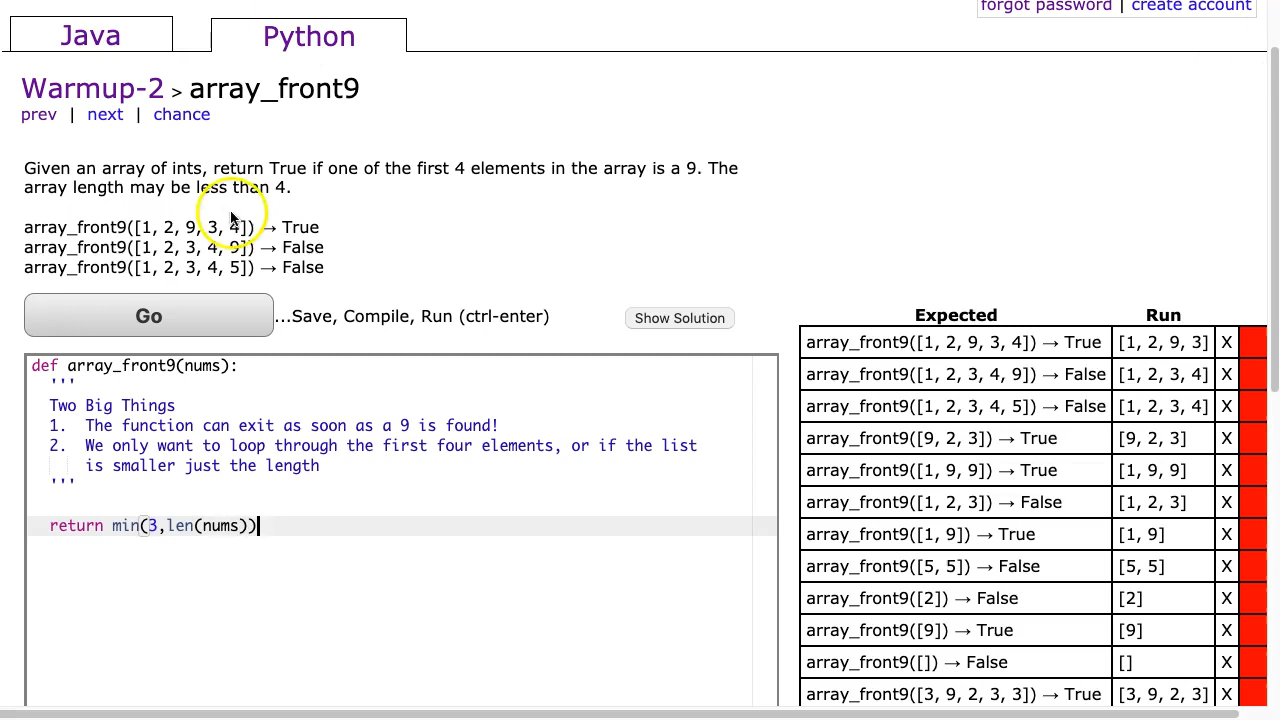 forgot password | create account
Java
Python
Warmup-2 > array_front9
prev | next | chance
Given an array of ints, return True if one of the first 4 elements in the array is a 9. The
array length may be less than 4.
array_front9([1, 2, 9, 3, 4]) → True
array_front9([1, 2, 3, 4, 9]) → False
array_front9([1, 2, 3, 4, 5]) → False
Go
...Save, Compile, Run (ctrl-enter)
Show Solution
def array_front9(nums):
'''
Two Big Things
1. The function can exit as soon as a 9 is found!
2. We only want to loop through the first four elements, or if the list
is smaller just the length
'''
return min(3,len(nums))
Expected Run
array_front9([1, 2, 9, 3, 4]) → True [1, 2, 9, 3] X
array_front9([1, 2, 3, 4, 9]) → False [1, 2, 3, 4] X
array_front9([1, 2, 3, 4, 5]) → False [1, 2, 3, 4] X
array_front9([9, 2, 3]) → True [9, 2, 3] X
array_front9([1, 9, 9]) → True [1, 9, 9] X
array_front9([1, 2, 3]) → False [1, 2, 3] X
array_front9([1, 9]) → True [1, 9] X
array_front9([5, 5]) → False [5, 5] X
array_front9([2]) → False [2] X
array_front9([9]) → True [9] X
array_front9([]) → False [] X
array_front9([3, 9, 2, 3, 3]) → True [3, 9, 2, 3] X